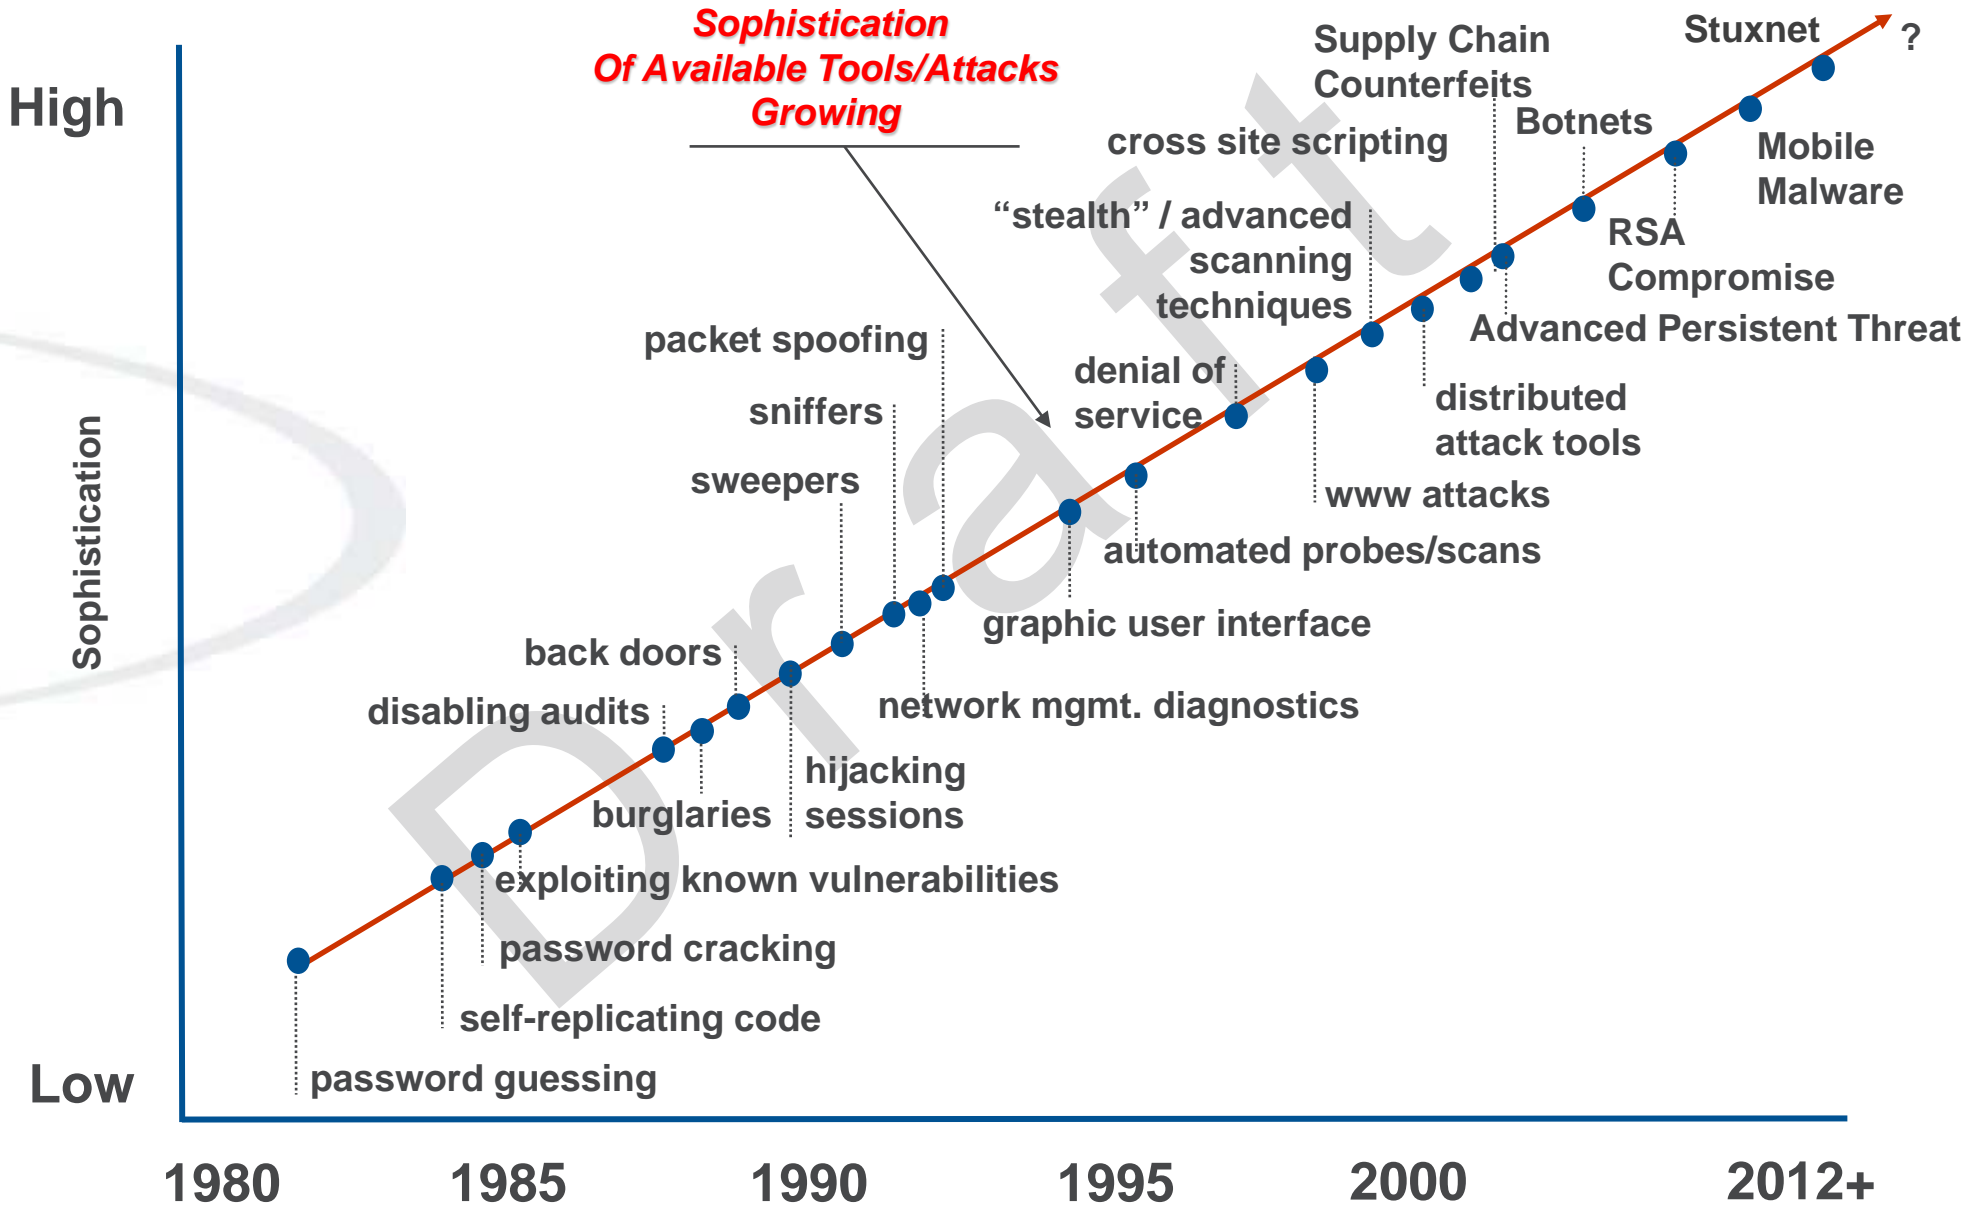 Sophistication
Of Available Tools/Attacks
Growing
Stuxnet
?
Supply Chain
Counterfeits
High
Botnets
cross site scripting
Mobile
Malware
“stealth” / advanced
scanning
techniques
RSA
Compromise
packet spoofing
Advanced Persistent Threat
denial of
service
sniffers
distributed
attack tools
sweepers
www attacks
Sophistication
automated probes/scans
graphic user interface
back doors
disabling audits
network mgmt. diagnostics
hijacking
sessions
burglaries
exploiting known vulnerabilities
password cracking
self-replicating code
password guessing
Low
1980 1985 1990 1995 2000 2012+
Draft